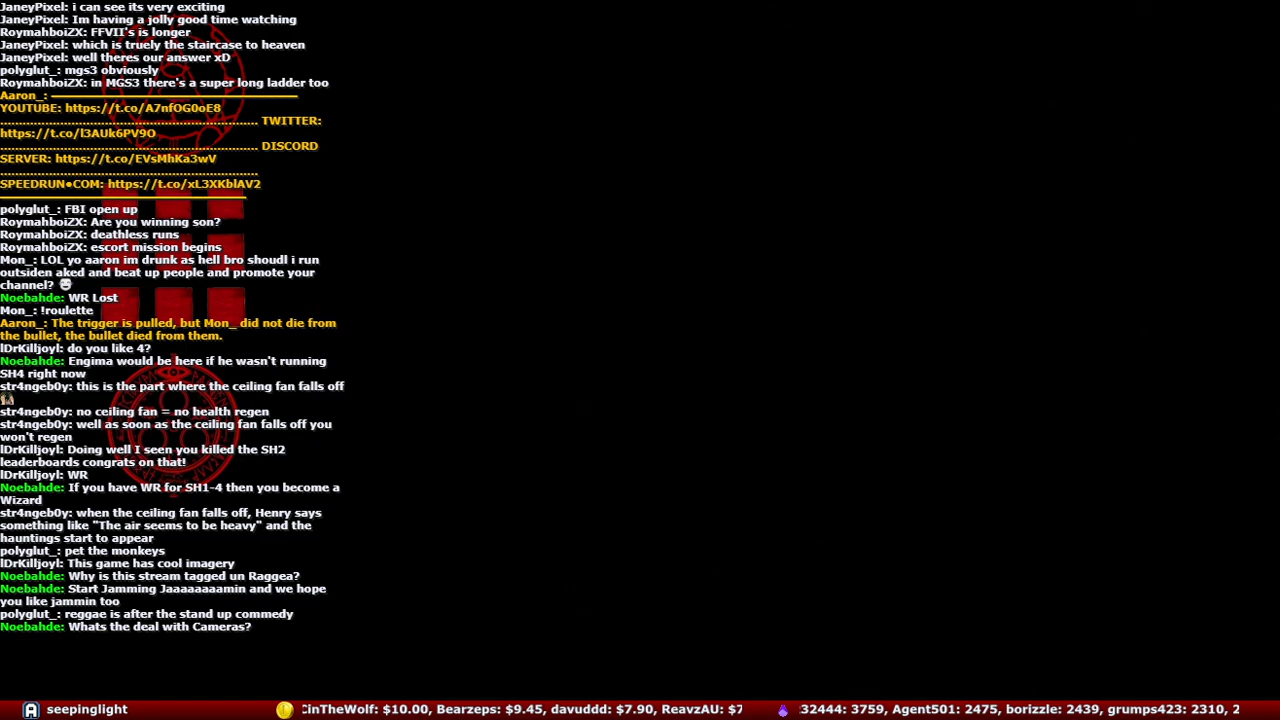 JaneyPixel: i can see its very exciting
JaneyPixel: Im having a jolly good time watching
RoymahboiZX: FFVII's is longer
JaneyPixel: which is truely the staircase to heaven
JaneyPixel: well theres our answer xD
polyglut_: mgs3 obviously
RoymahboiZX: in MGS3 there's a super long ladder too
Aaron_:
YOUTUBE: https://t.co/A7nfOG0oE8
TWITTER:
https://t.co/l3AUk6PV9O
DISCORD
SERVER: https://t.co/EVsMhKa3wV
SPEEDRUN●COM: https://t.co/xL3XKblAV2
polyglut_: FBI open up
RoymahboiZX: Are you winning son?
RoymahboiZX: deathless runs
RoymahboiZX: escort mission begins
Mon_: LOL yo aaron im drunk as hell bro shoudl i run
outsiden aked and beat up people and promote your
channel?
Noebahde: WR Lost
Mon_: !roulette
Aaron_: The trigger is pulled, but Mon_ did not die from
the bullet, the bullet died from them.
lDrKilljoyl: do you like 4?
Noebahde: Engima would be here if he wasn't running
SH4 right now
str4ngeb0y: this is the part where the ceiling fan falls off
str4ngeb0y: no ceiling fan = no health regen
str4ngeb0y: well as soon as the ceiling fan falls off you
won't regen
lDrKilljoyl: Doing well I seen you killed the SH2
leaderboards congrats on that!
lDrKilljoyl: WR
Noebahde: If you have WR for SH1-4 then you become a
Wizard
str4ngeb0y: when the ceiling fan falls off, Henry says
something like "The air seems to be heavy" and the
hauntings start to appear
polyglut_: pet the monkeys
lDrKilljoyl: This game has cool imagery
Noebahde: Why is this stream tagged un Raggea?
Noebahde: Start Jamming Jaaaaaaamin and we hope
you like jammin too
polyglut_: reggae is after the stand up commedy
Noebahde: Whats the deal with Cameras?
A seepinglight CinTheWolf: $10.00, Bearzeps: $9.45, davuddd: $7.90, ReavzAU: $7 32444: 3759, Agent501: 2475, borizzle: 2439, grumps423: 2310, 2